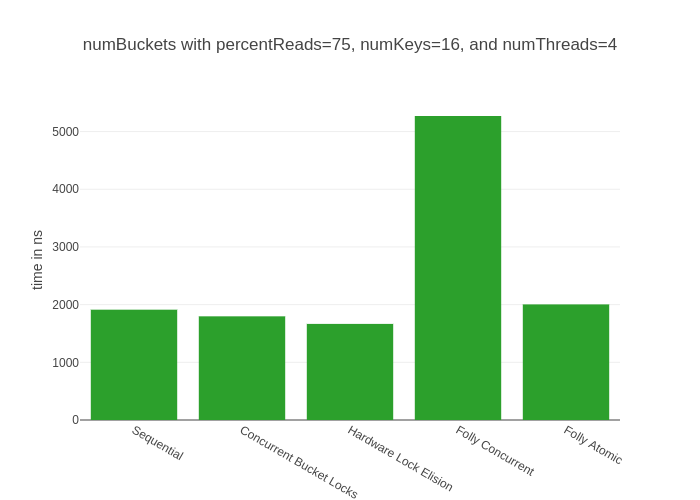 numBuckets with percentReads=75, numKeys=16, and numThreads=4
time in ns
5000
4000
3000
2000
1000
0
Sequential
Concurrent Bucket Locks
Hardware Lock Elision
Folly Concurrent
Folly Atomic